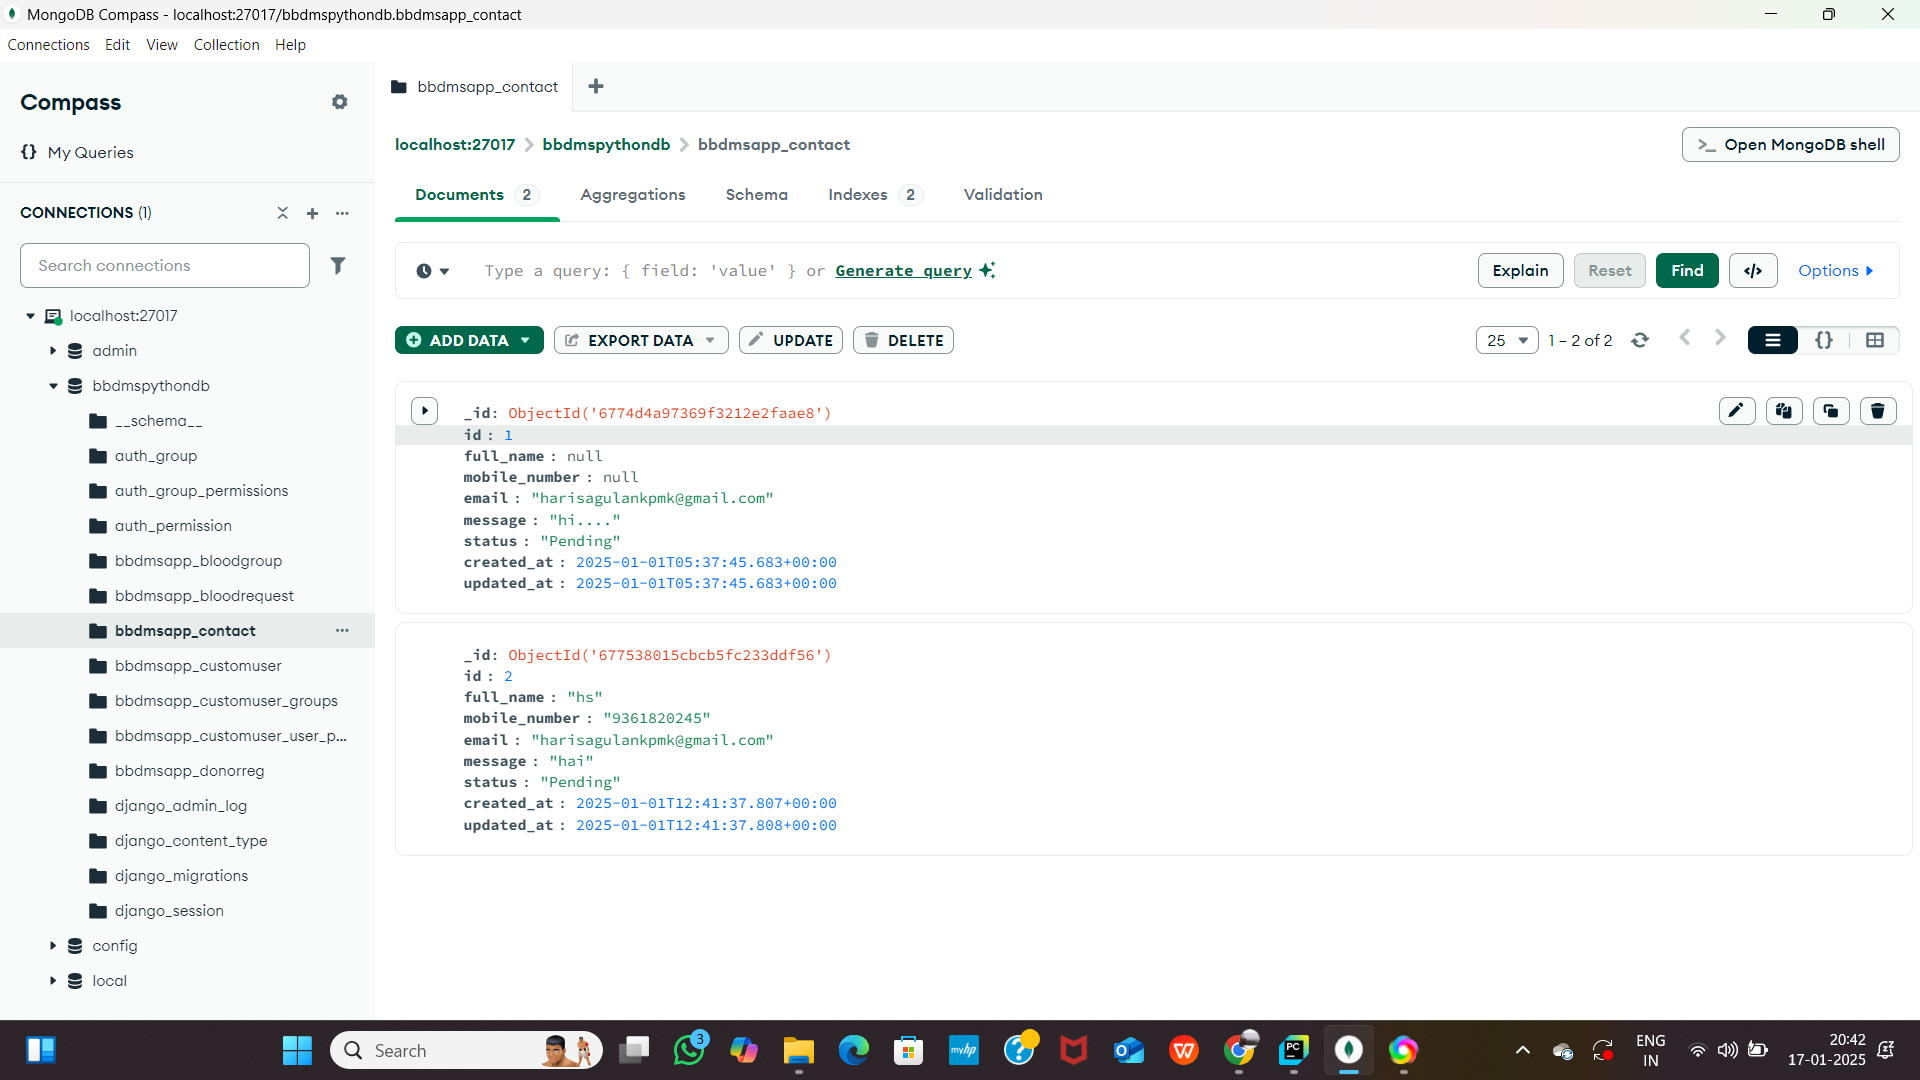 MongoDB Compass - localhost:27017/bbdmspythondb.bbdmsapp_contact
Connections Edit View Collection Help
Compass
{} My Queries
CONNECTIONS (1)
Search connections
localhost:27017
admin
bbdmspythondb
__schema__
auth_group
auth_group_permissions
auth_permission
bbdmsapp_bloodgroup
bbdmsapp_bloodrequest
bbdmsapp_contact
bbdmsapp_customuser
bbdmsapp_customuser_groups
bbdmsapp_customuser_user_p...
bbdmsapp_donorreg
django_admin_log
django_content_type
django_migrations
django_session
config
local
bbdmsapp_contact
localhost:27017 > bbdmspythondb > bbdmsapp_contact
>_ Open MongoDB shell
Documents 2 Aggregations Schema Indexes 2 Validation
Type a query: { field: 'value' } or Generate query
Explain Reset Find </> Options
ADD DATA EXPORT DATA UPDATE DELETE
25 1 – 2 of 2 {}
_id: ObjectId('6774d4a97369f3212e2faae8')
id : 1
full_name : null
mobile_number : null
email : "harisagulankpmk@gmail.com"
message : "hi...."
status : "Pending"
created_at : 2025-01-01T05:37:45.683+00:00
updated_at : 2025-01-01T05:37:45.683+00:00
_id: ObjectId('677538015cbcb5fc233ddf56')
id : 2
full_name : "hs"
mobile_number : "9361820245"
email : "harisagulankpmk@gmail.com"
message : "hai"
status : "Pending"
created_at : 2025-01-01T12:41:37.807+00:00
updated_at : 2025-01-01T12:41:37.808+00:00
Search
3
myhp
PC
ENG
IN
20:42
17-01-2025